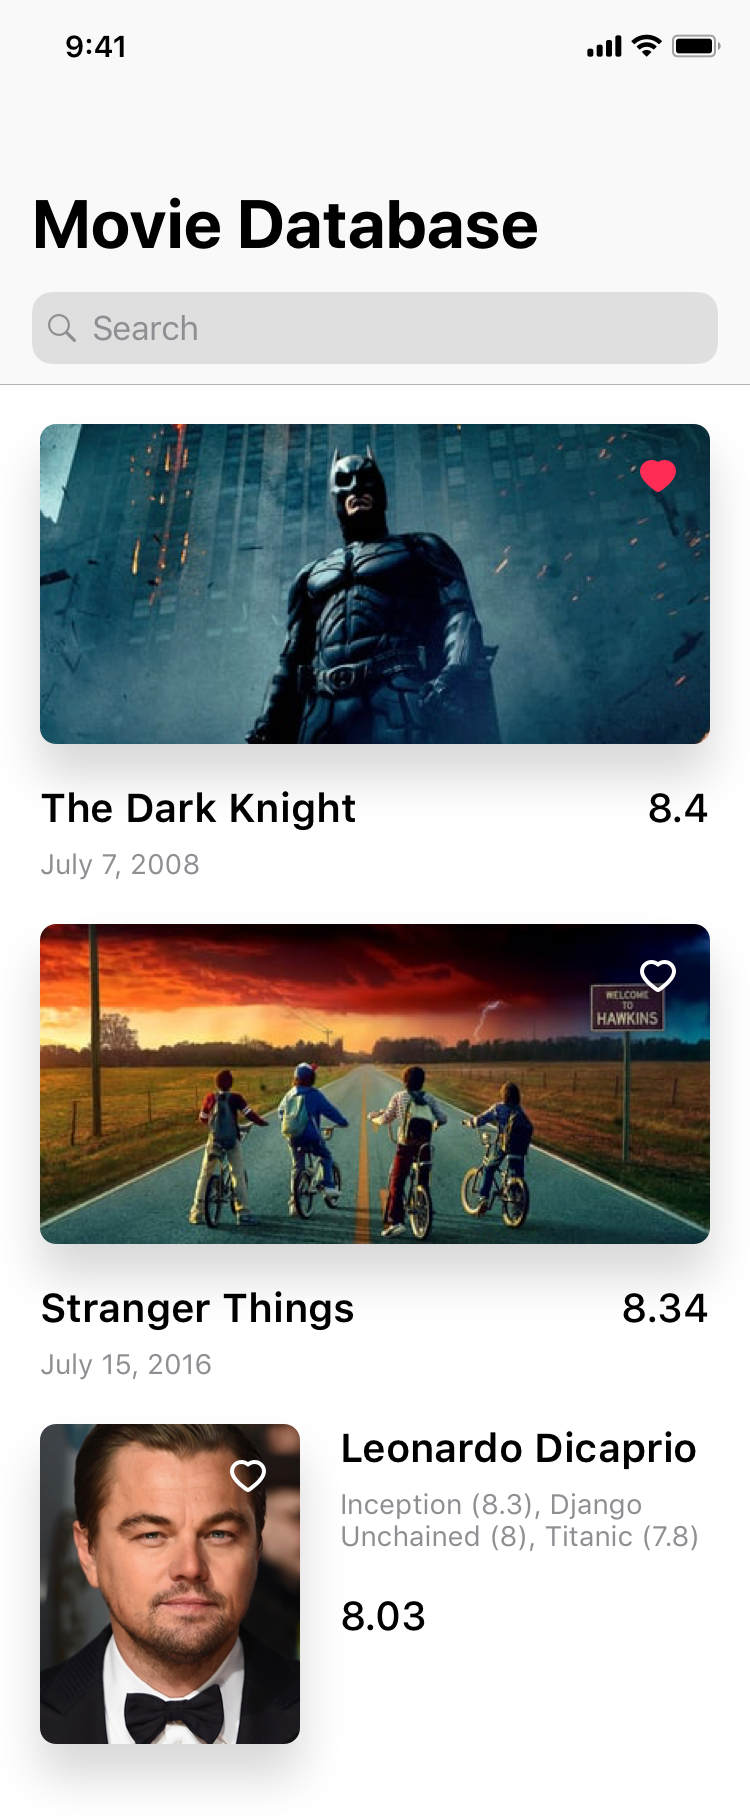 9:41
Movie Database
Search
The Dark Knight
8.4
July 7, 2008
WELCOME
TO
HAWKINS
Stranger Things
8.34
July 15, 2016
Leonardo Dicaprio
Inception (8.3), Django
Unchained (8), Titanic (7.8)
8.03